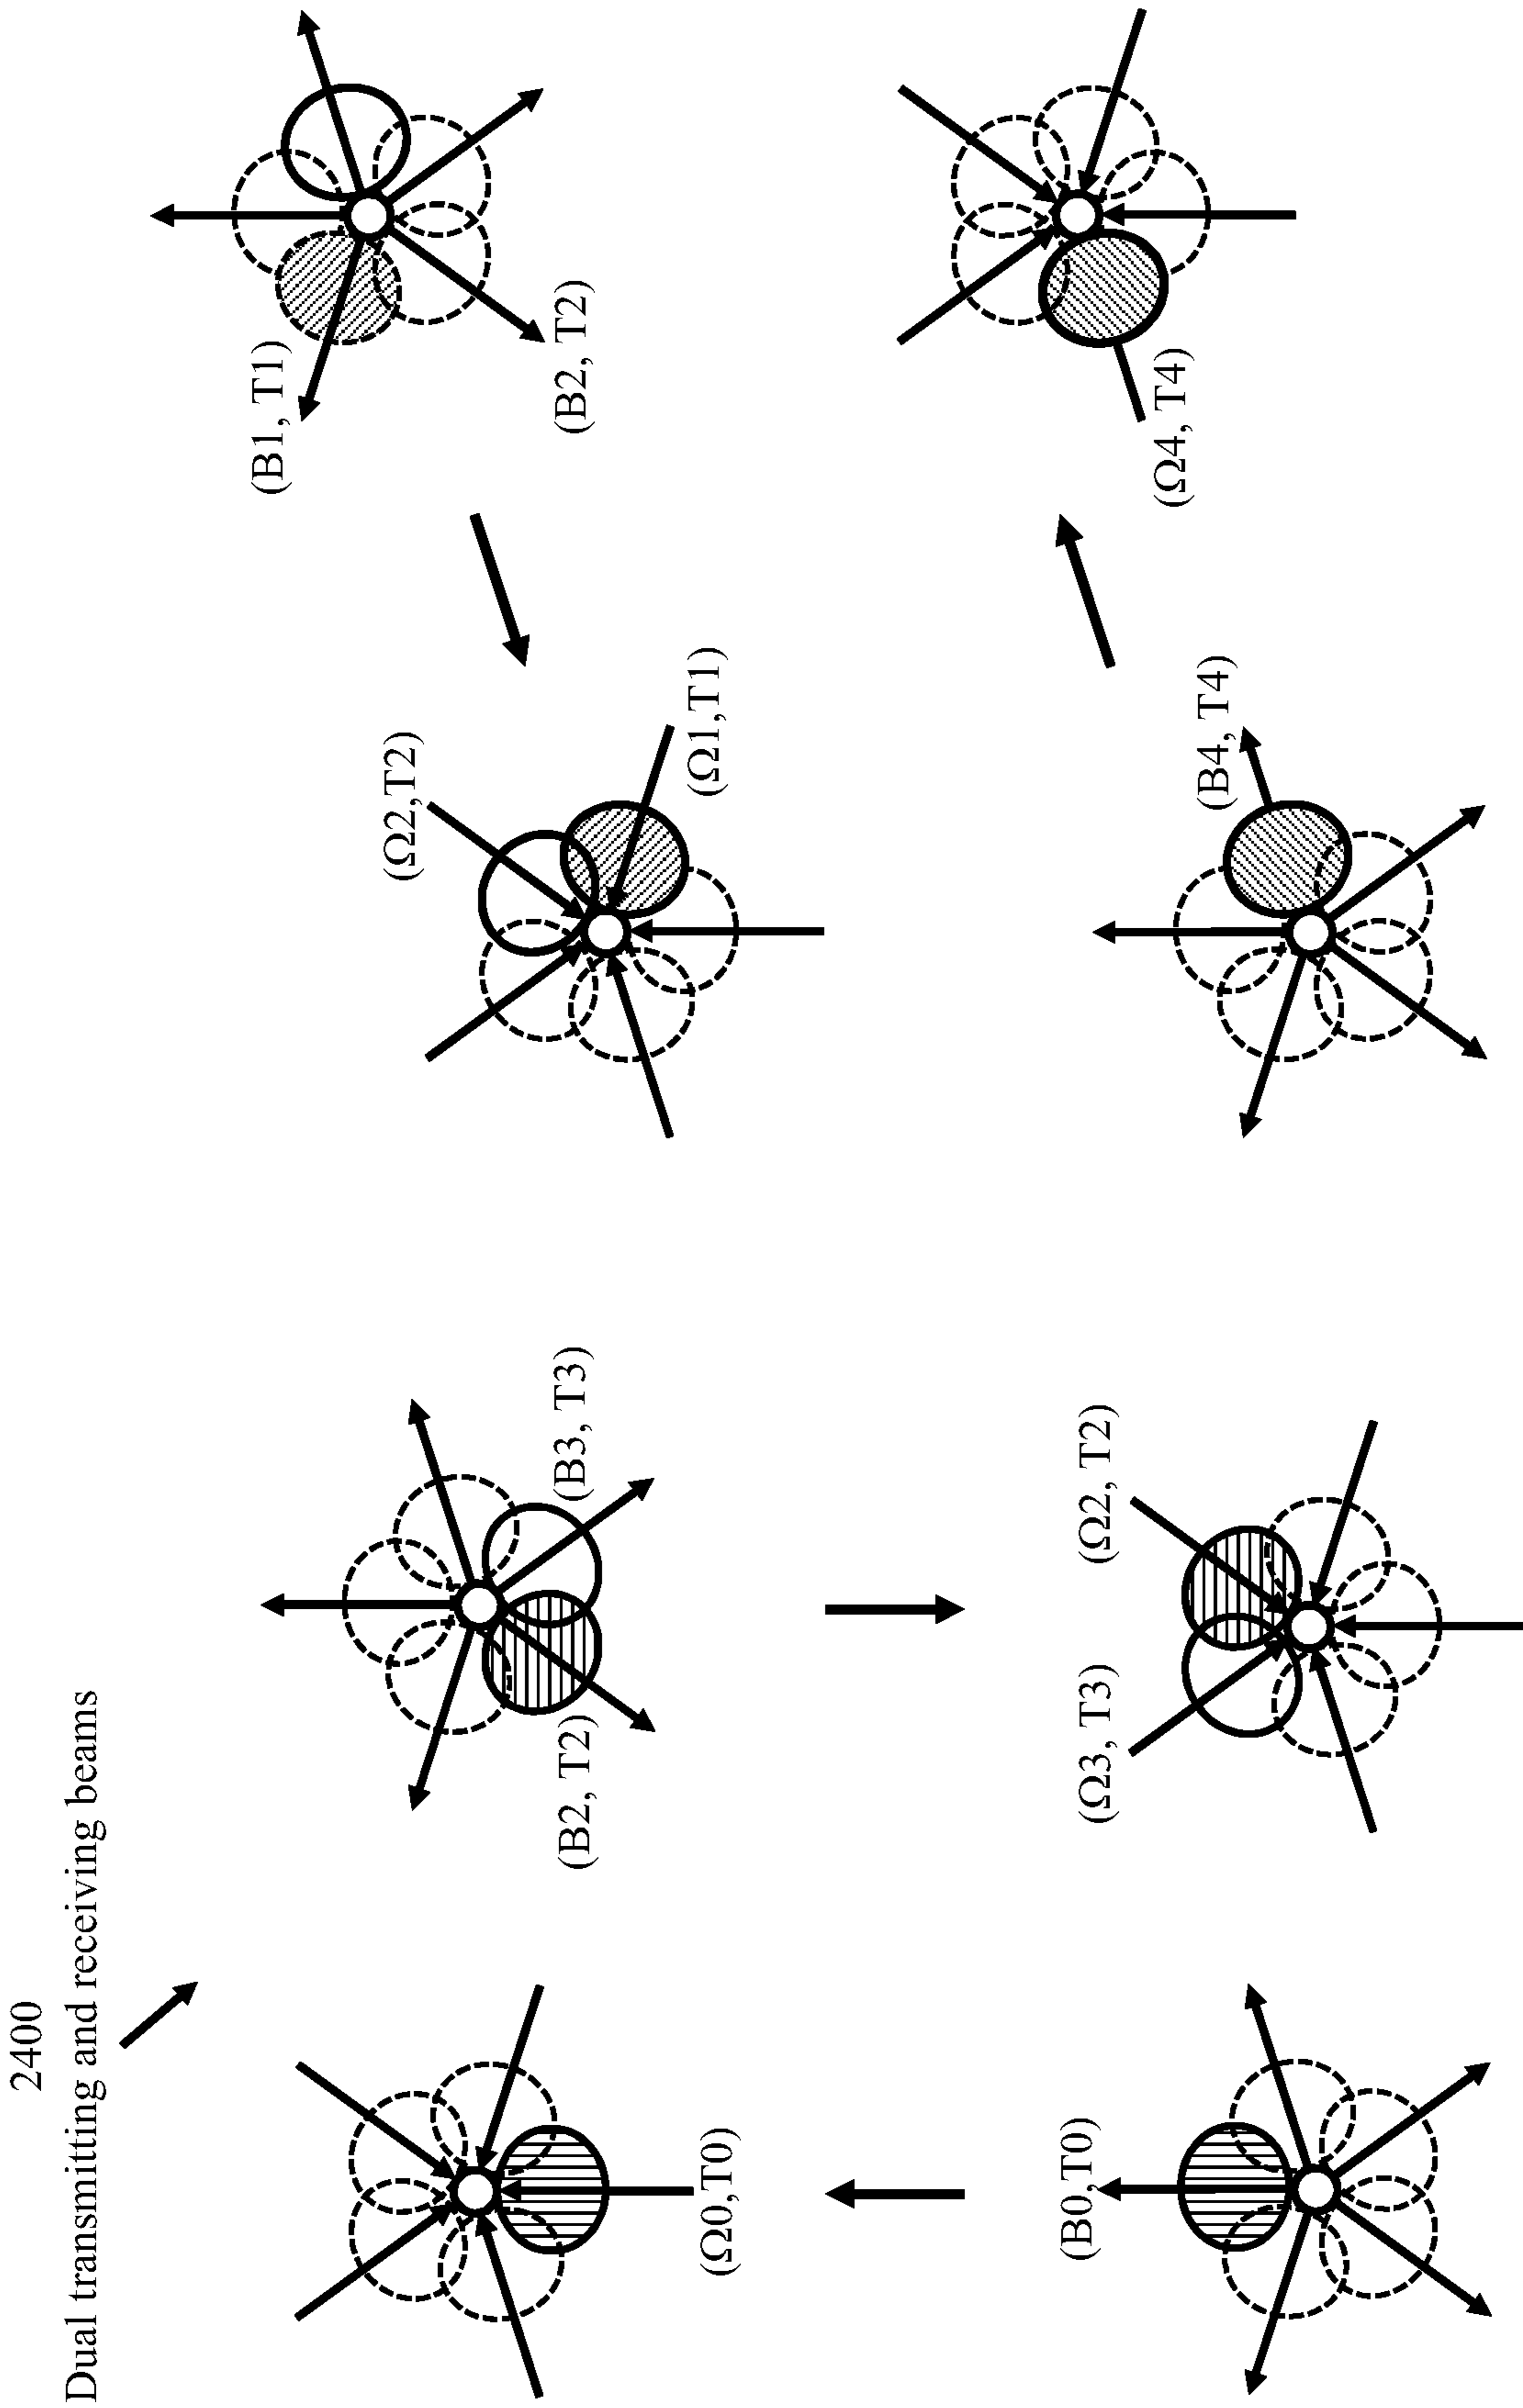 2400
Dual transmitting and receiving beams
(B1, T1)
(Ω2,T2)
(B2, T2)
(B3, T3)
(B2, T2)
(Ω1,T1)
(Ω0,T0)
(B0,T0)
(Ω3, T3)
(Ω2, T2)
(B4, T4)
(Ω4, T4)